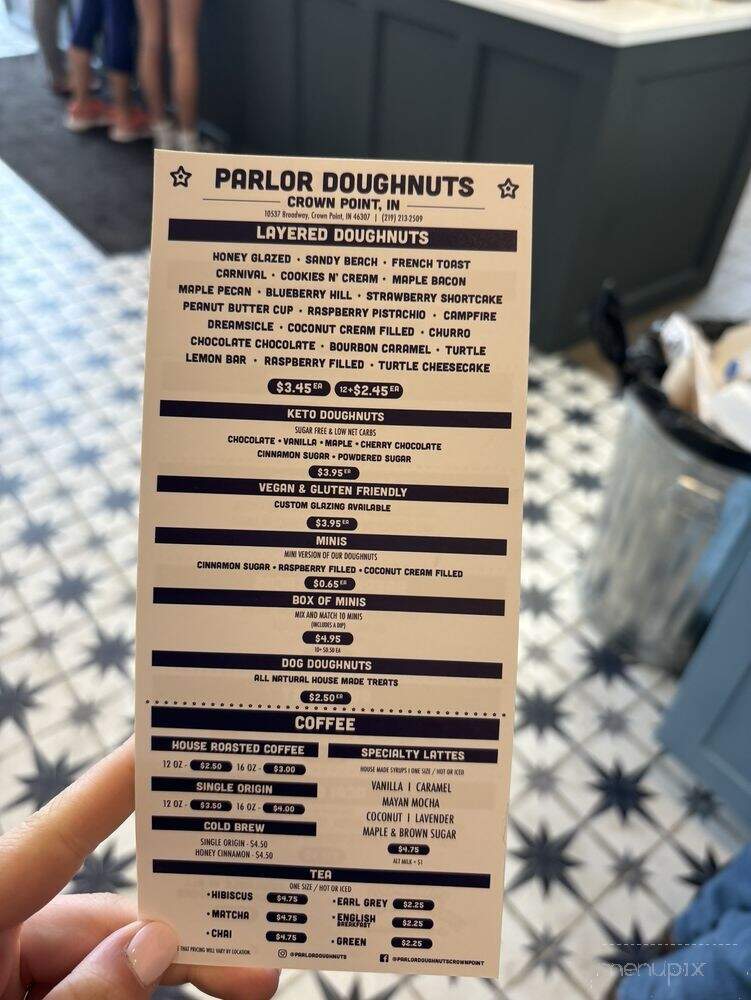 PARLOR DOUGHNUTS
CROWN POINT, IN
10537 Broadway, Crown Point, IN 46307 | (219) 213-2509
LAYERED DOUGHNUTS
HONEY GLAZED • SANDY BEACH • FRENCH TOAST
CARNIVAL • COOKIES N' CREAM • MAPLE BACON
MAPLE PECAN • BLUEBERRY HILL • STRAWBERRY SHORTCAKE
PEANUT BUTTER CUP • RASPBERRY PISTACHIO • CAMPFIRE
DREAMSICLE • COCONUT CREAM FILLED • CHURRO
CHOCOLATE CHOCOLATE • BOURBON CARAMEL • TURTLE
LEMON BAR • RASPBERRY FILLED • TURTLE CHEESECAKE
$3.45 EA 12+ $2.45 EA
KETO DOUGHNUTS
SUGAR FREE & LOW NET CARBS
CHOCOLATE • VANILLA • MAPLE • CHERRY CHOCOLATE
CINNAMON SUGAR • POWDERED SUGAR
$3.95 EA
VEGAN & GLUTEN FRIENDLY
CUSTOM GLAZING AVAILABLE
$3.95 EA
MINIS
MINI VERSION OF OUR DOUGHNUTS
CINNAMON SUGAR • RASPBERRY FILLED • COCONUT CREAM FILLED
$0.65 EA
BOX OF MINIS
MIX AND MATCH 10 MINIS
(INCLUDES A DIP)
$4.95
10+ $0.50 EA
DOG DOUGHNUTS
ALL NATURAL HOUSE MADE TREATS
$2.50 EA
COFFEE
HOUSE ROASTED COFFEE
12 OZ - $2.50 16 OZ - $3.00
SINGLE ORIGIN
12 OZ - $3.50 16 OZ - $4.00
COLD BREW
SINGLE ORIGIN - $4.50
HONEY CINNAMON - $4.50
SPECIALTY LATTES
HOUSE MADE SYRUPS | ONE SIZE / HOT OR ICED
VANILLA | CARAMEL
MAYAN MOCHA
COCONUT | LAVENDER
MAPLE & BROWN SUGAR
$4.75
ALT MILK + $1
TEA
ONE SIZE / HOT OR ICED
• HIBISCUS $4.75
• MATCHA $4.75
• CHAI $4.75
• EARL GREY $2.25
• ENGLISH BREAKFAST $2.25
• GREEN $2.25
THAT PRICING WILL VARY BY LOCATION.
@PARLORDOUGHNUTS
@PARLORDOUGHNUTSCROWNPOINT
menupix